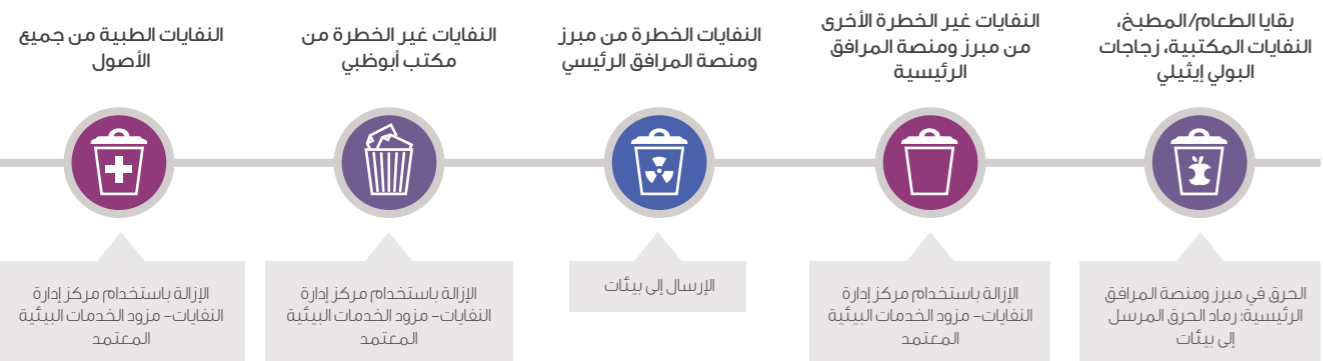 بقايا الطعام/المطبخ،
النفايات المكتبية، زجاجات
البولي إيثيلي
النفايات غير الخطرة الأخرى
من مبرز ومنصة المرافق
الرئيسية
النفايات الخطرة من مبرز
ومنصة المرافق الرئيسي
النفايات غير الخطرة من
مكتب أبوظبي
النفايات الطبية من جميع
الأصول
الحرق في مبرز ومنصة المرافق
الرئيسية؛ رماد الحرق المرسل
إلى بيئات
الإزالة باستخدام مركز إدارة
النفايات- مزود الخدمات البيئية
المعتمد
الإرسال إلى بيئات
الإزالة باستخدام مركز إدارة
النفايات- مزود الخدمات البيئية
المعتمد
الإزالة باستخدام مركز إدارة
النفايات- مزود الخدمات البيئية
المعتمد